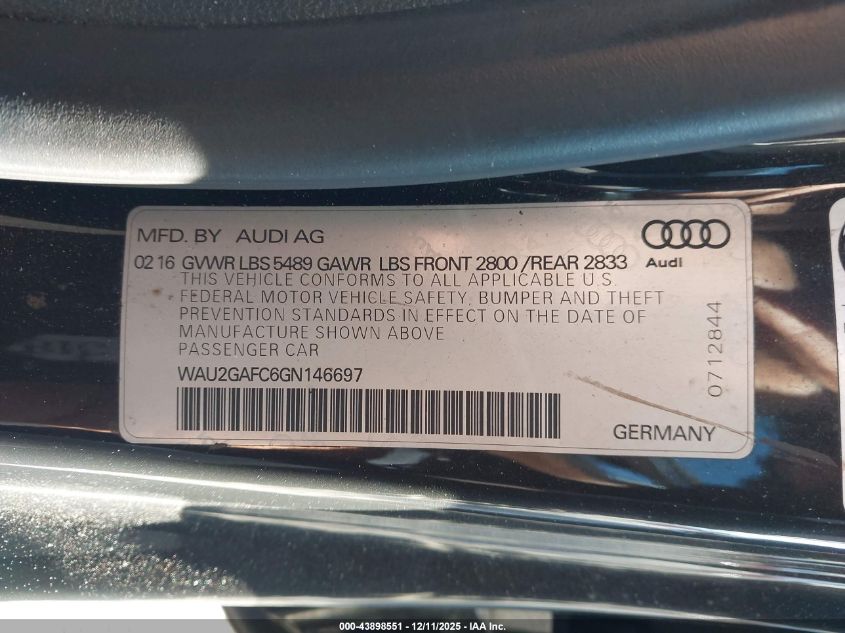 MFD. BY AUDI AG
Audi
02 16 GVWR LBS 5489 GAWR LBS FRONT 2800 /REAR 2833
THIS VEHICLE CONFORMS TO ALL APPLICABLE U.S.
FEDERAL MOTOR VEHICLE SAFETY, BUMPER AND THEFT
PREVENTION STANDARDS IN EFFECT ON THE DATE OF
MANUFACTURE SHOWN ABOVE
PASSENGER CAR
WAU2GAFC6GN146697
0712844
GERMANY
000-43898551 - 12/11/2025 - IAA Inc.